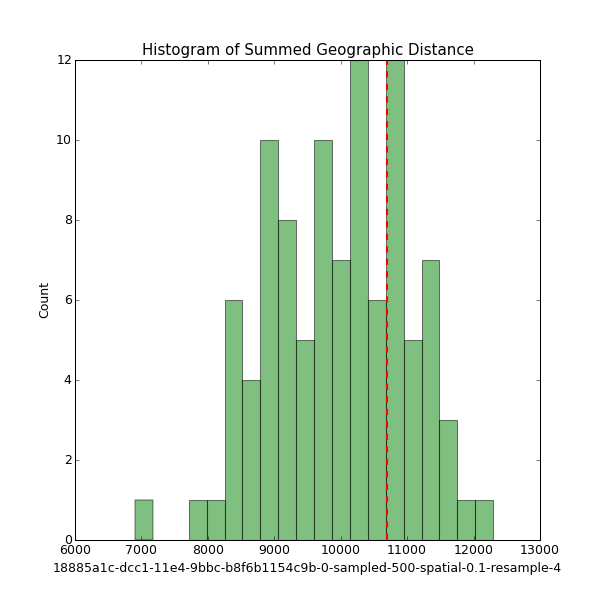 Histogram of Summed Geographic Distance
12
10
8
6
4
2
0
Count
6000 7000 8000 9000 10000 11000 12000 13000
18885a1c-dcc1-11e4-9bbc-b8f6b1154c9b-0-sampled-500-spatial-0.1-resample-4